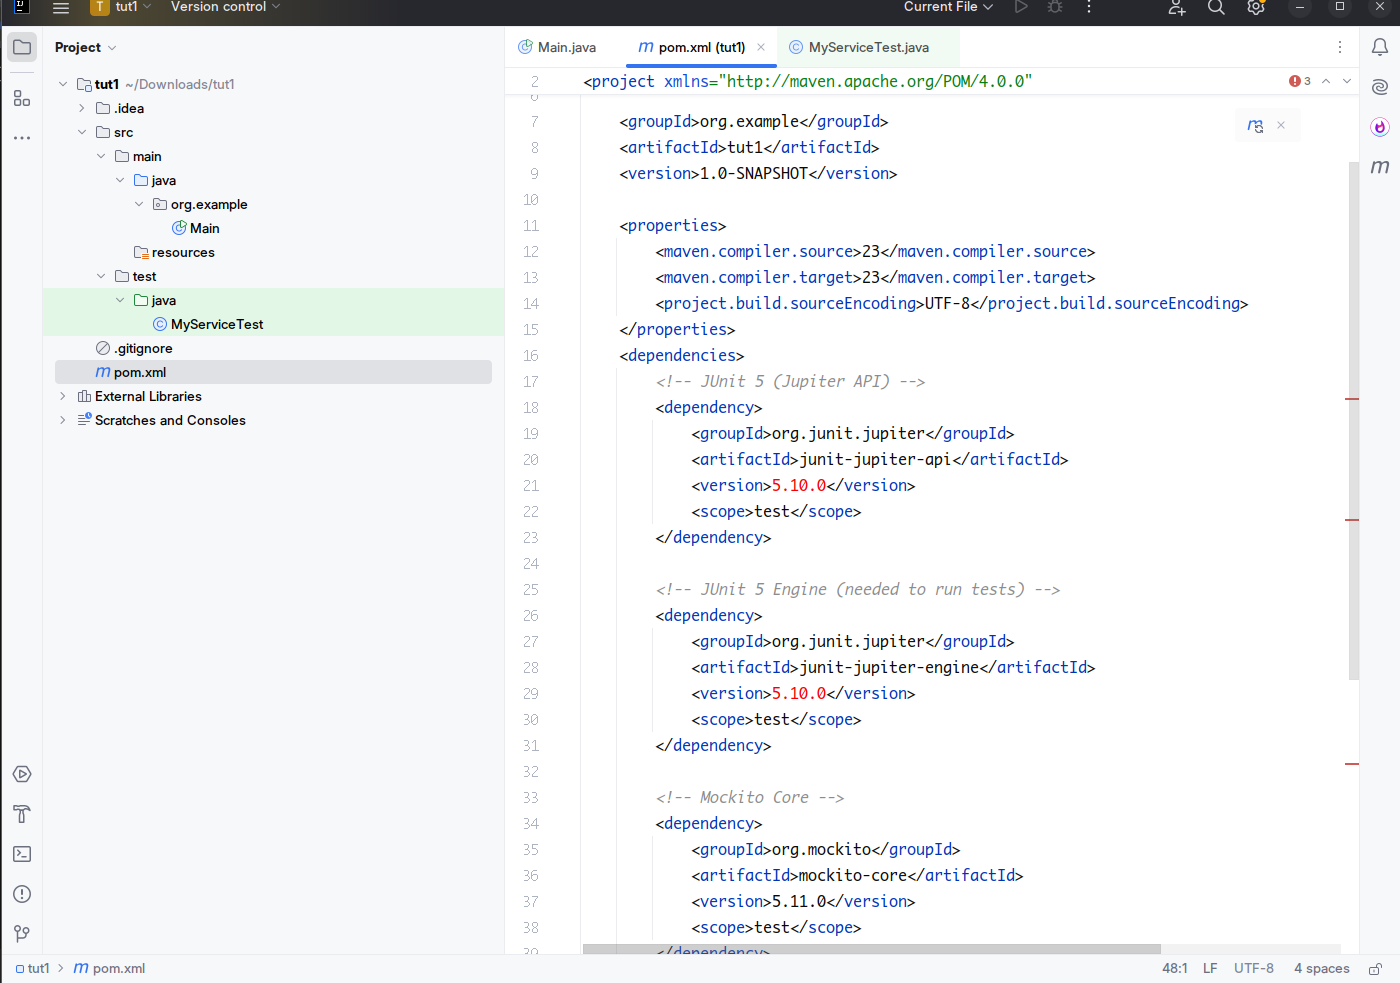 T tut1 Version control Current File
Project
Main.java
pom.xml (tut1)
MyServiceTest.java
2 <project xmlns="http://maven.apache.org/POM/4.0.0"
3
tut1 ~/Downloads/tut1
.idea
src
main
java
org.example
Main
resources
test
java
MyServiceTest
.gitignore
pom.xml
External Libraries
Scratches and Consoles
6
7 <groupId>org.example</groupId>
8 <artifactId>tut1</artifactId>
9 <version>1.0-SNAPSHOT</version>
10
11 <properties>
12 <maven.compiler.source>23</maven.compiler.source>
13 <maven.compiler.target>23</maven.compiler.target>
14 <project.build.sourceEncoding>UTF-8</project.build.sourceEncoding>
15 </properties>
16 <dependencies>
17 <!-- JUnit 5 (Jupiter API) -->
18 <dependency>
19 <groupId>org.junit.jupiter</groupId>
20 <artifactId>junit-jupiter-api</artifactId>
21 <version>5.10.0</version>
22 <scope>test</scope>
23 </dependency>
24
25 <!-- JUnit 5 Engine (needed to run tests) -->
26 <dependency>
27 <groupId>org.junit.jupiter</groupId>
28 <artifactId>junit-jupiter-engine</artifactId>
29 <version>5.10.0</version>
30 <scope>test</scope>
31 </dependency>
32
33 <!-- Mockito Core -->
34 <dependency>
35 <groupId>org.mockito</groupId>
36 <artifactId>mockito-core</artifactId>
37 <version>5.11.0</version>
38 <scope>test</scope>
39 </dependency>
tut1 > pom.xml
48:1 LF UTF-8 4 spaces